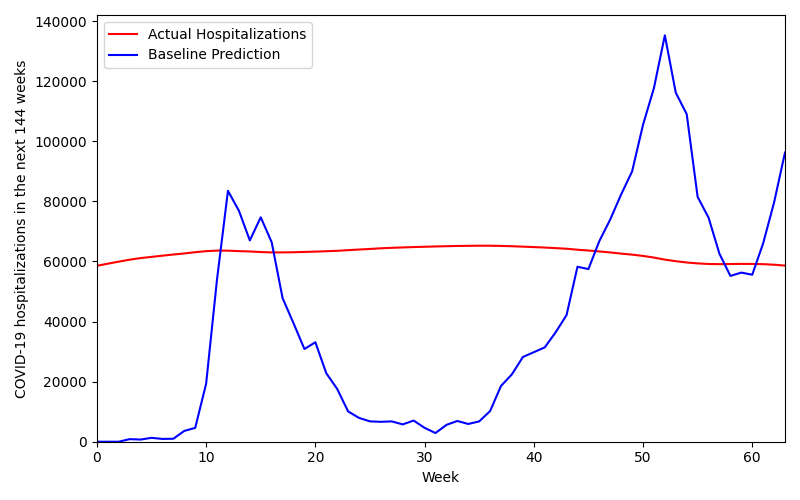 Actual Hospitalizations
Baseline Prediction
COVID-19 hospitalizations in the next 144 weeks
140000
120000
100000
80000
60000
40000
20000
0
0 10 20 30 40 50 60
Week